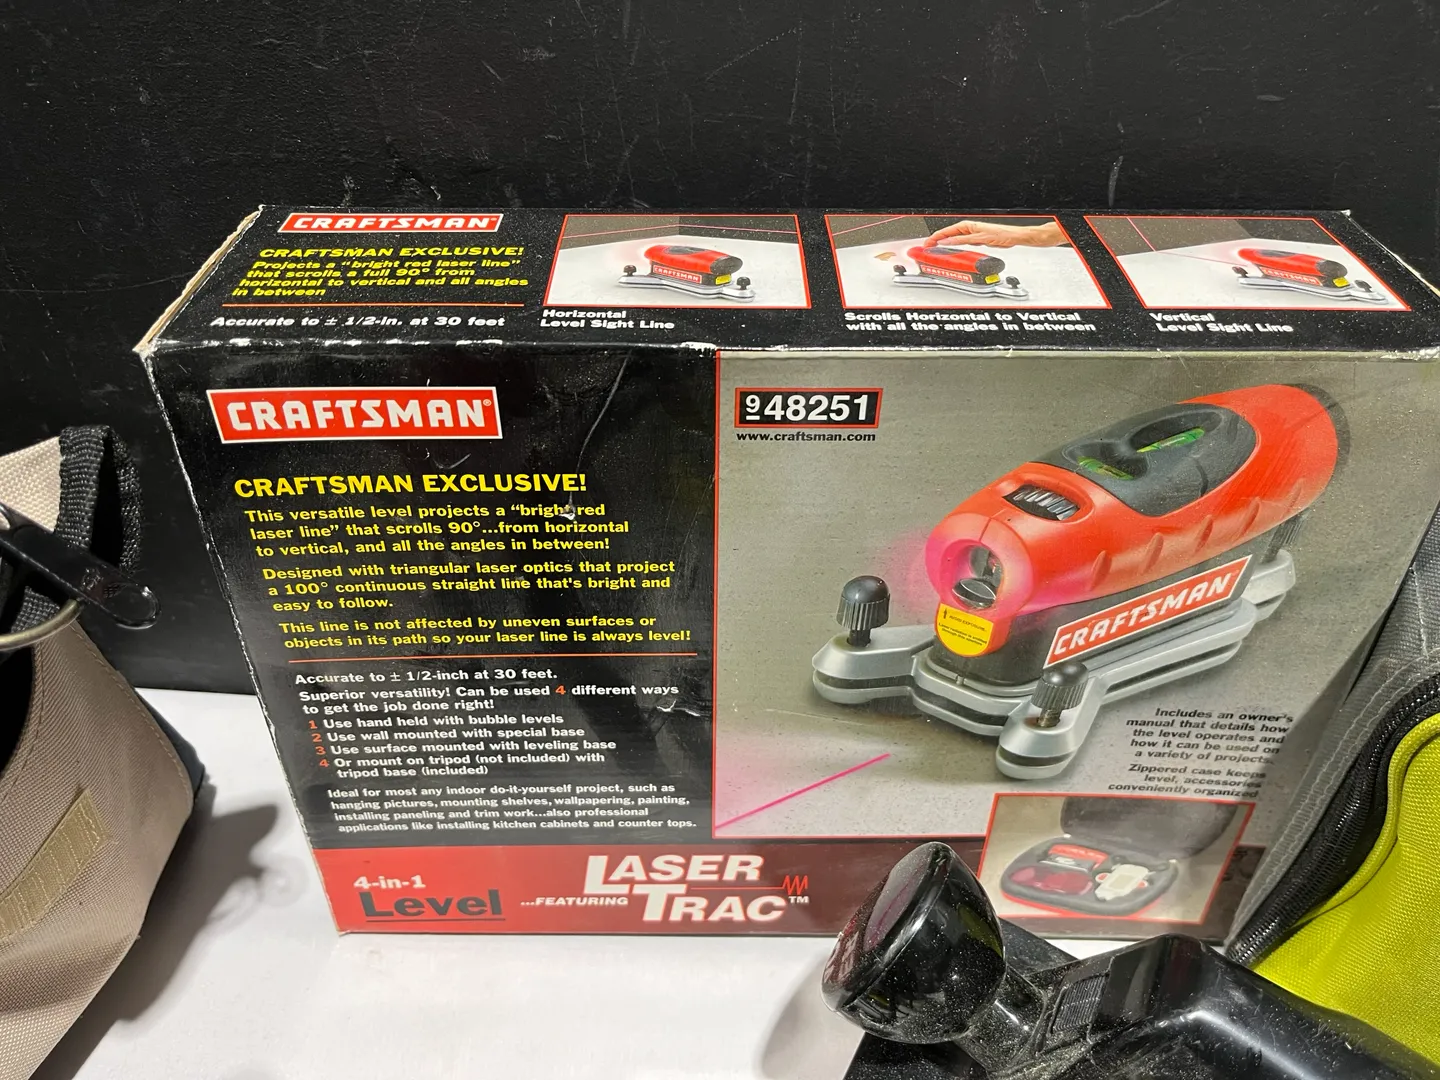 CRAFTSMAN®
CRAFTSMAN EXCLUSIVE!
Projects a "bright red laser line"
that scrolls a full 90° from
horizontal to vertical and all angles
in between
Accurate to ± 1/2-in. at 30 feet
CRAFTSMAN
Horizontal
Level Sight Line
CRAFTSMAN
Scrolls Horizontal to Vertical
with all the angles in between
CRAFTSMAN
Vertical
Level Sight Line
CRAFTSMAN®
CRAFTSMAN EXCLUSIVE!
This versatile level projects a "bright red
laser line" that scrolls 90°...from horizontal
to vertical, and all the angles in between!
Designed with triangular laser optics that project
a 100° continuous straight line that's bright and
easy to follow.
This line is not affected by uneven surfaces or
objects in its path so your laser line is always level!
Accurate to ± 1/2-inch at 30 feet.
Superior versatility! Can be used 4 different ways
to get the job done right!
1 Use hand held with bubble levels
2 Use wall mounted with special base
3 Use surface mounted with leveling base
4 Or mount on tripod (not included) with
tripod base (included)
Ideal for most any indoor do-it-yourself project, such as
hanging pictures, mounting shelves, wallpapering, painting,
installing paneling and trim work...also professional
applications like installing kitchen cabinets and counter tops.
4-in-1
Level
...FEATURING
LASER
TRAC™
948251
www.craftsman.com
CRAFTSMAN
Includes an owner's
manual that details how
the level operates and
how it can be used on
a variety of projects.
Zippered case keeps
level, accessories
conveniently organized